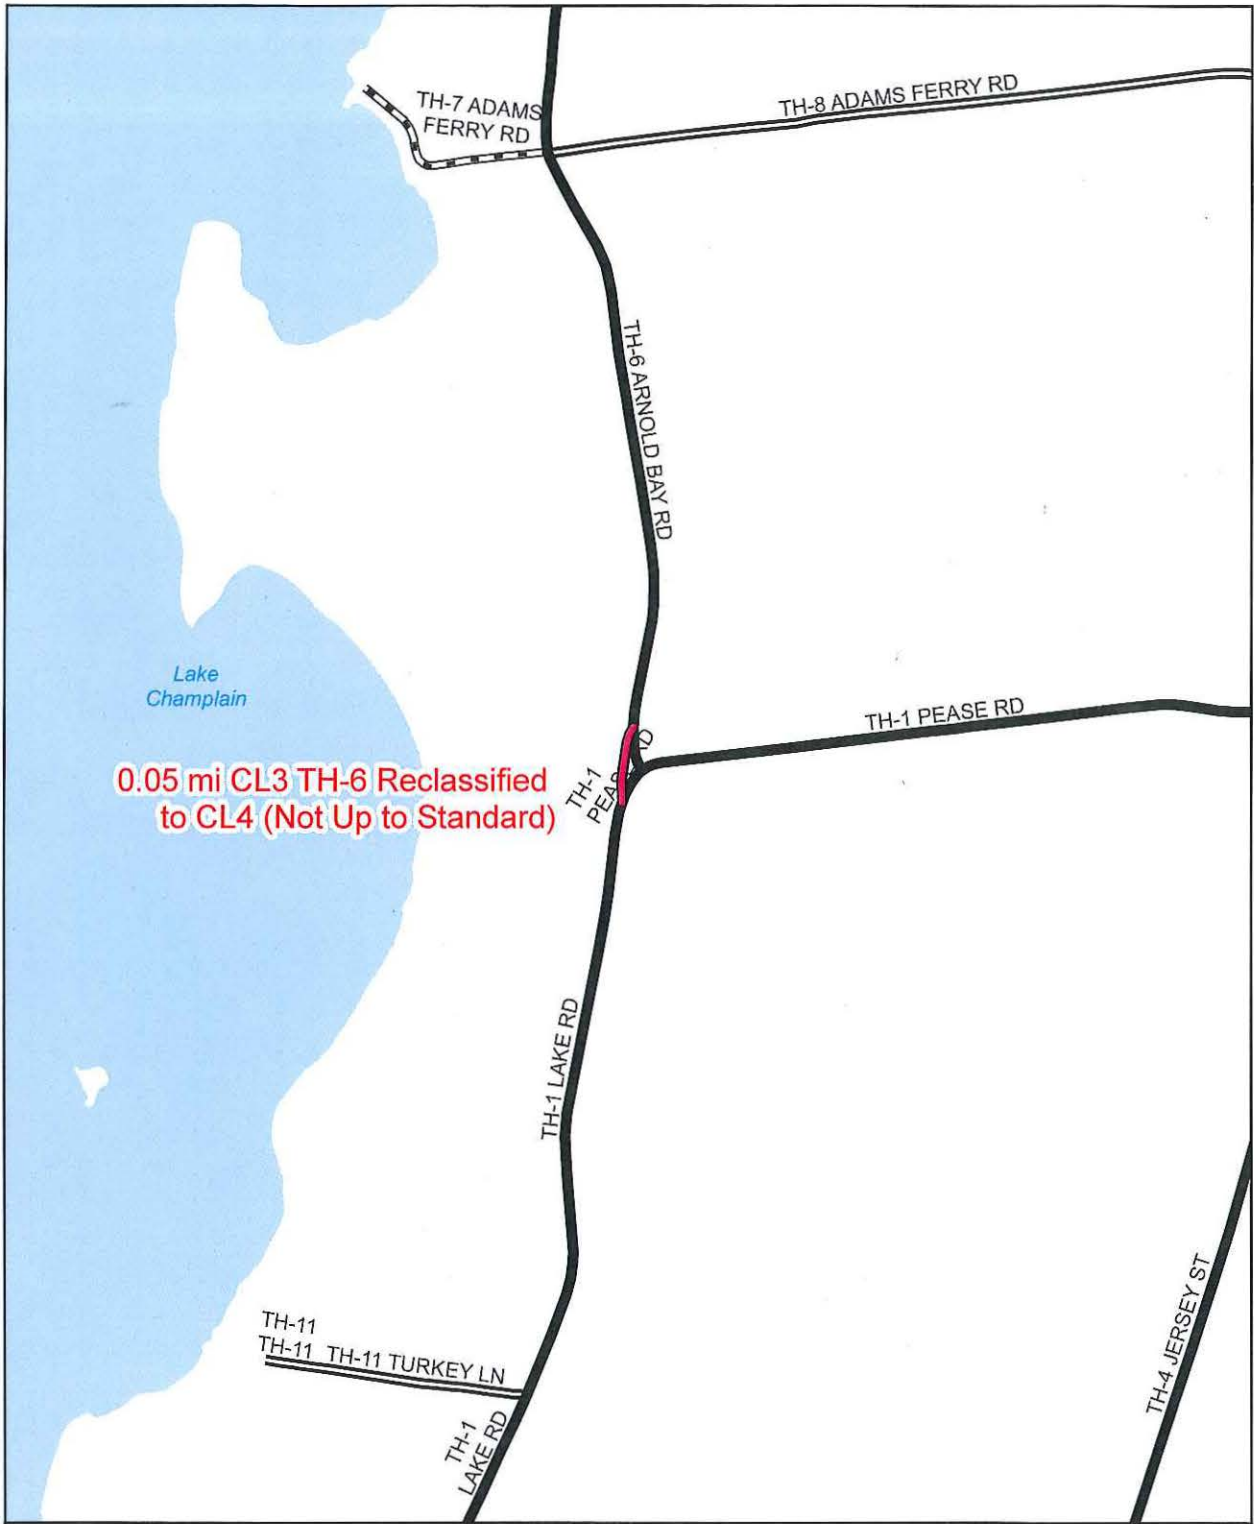 TH-7 ADAMS
FERRY RD
TH-8 ADAMS FERRY RD
TH-6 ARNOLD BAY RD
Lake
Champlain
TH-1 PEASE RD
0.05 mi CL3 TH-6 Reclassified
to CL4 (Not Up to Standard)
TH-1
RD
TH-1 LAKE RD
TH-4 JERSEY ST
TH-11
TH-11 TH-11 TURKEY LN
TH-1
LAKE RD